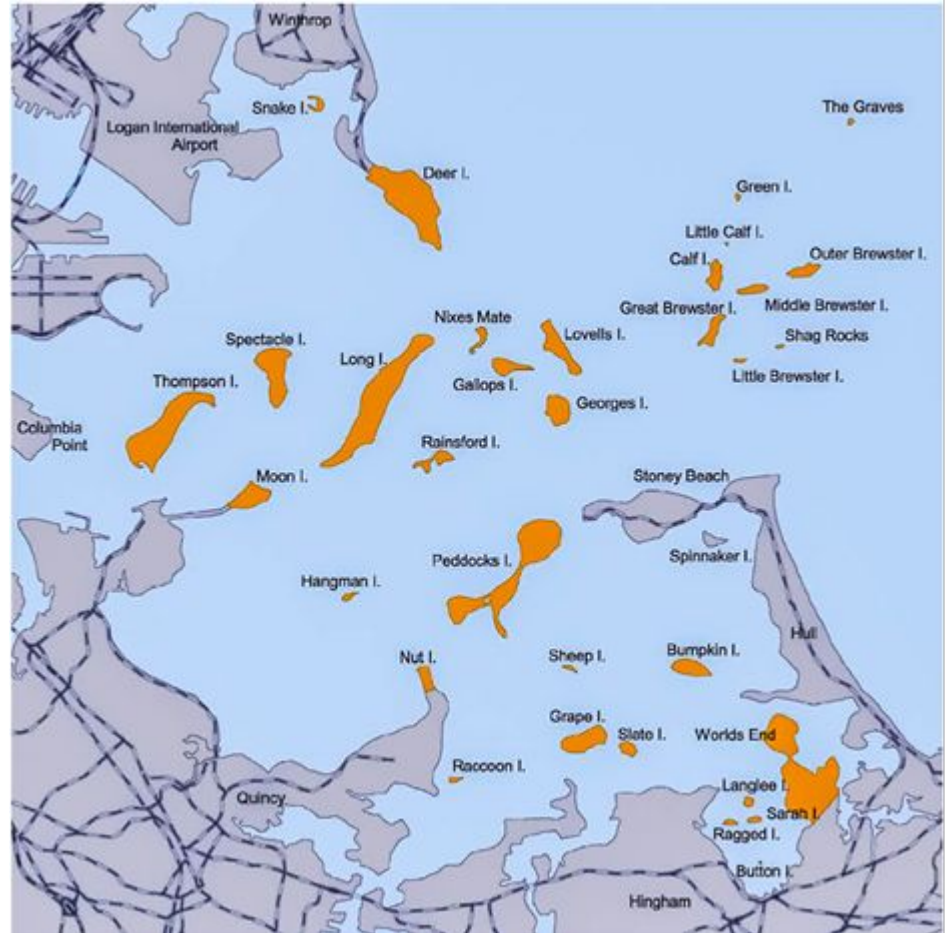 Winthrop
Snake I.
The Graves
Logan International
Airport
Deer I.
Green I.
Little Calf I.
Calf I.
Outer Brewster I.
Great Brewster I.
Middle Brewster I.
Nixes Mate
Lovells I.
Shag Rocks
Spectacle I.
Long I.
Gallops I.
Little Brewster I.
Thompson I.
Georges I.
Columbia
Point
Rainsford I.
Moon I.
Stoney Beach
Peddocks I.
Spinnaker I.
Hangman I.
Hull
Nut I.
Sheep I.
Bumpkin I.
Grape I.
Slate I.
Worlds End
Raccoon I.
Langlee I.
Quincy
Sarah I.
Ragged I.
Button I.
Hingham